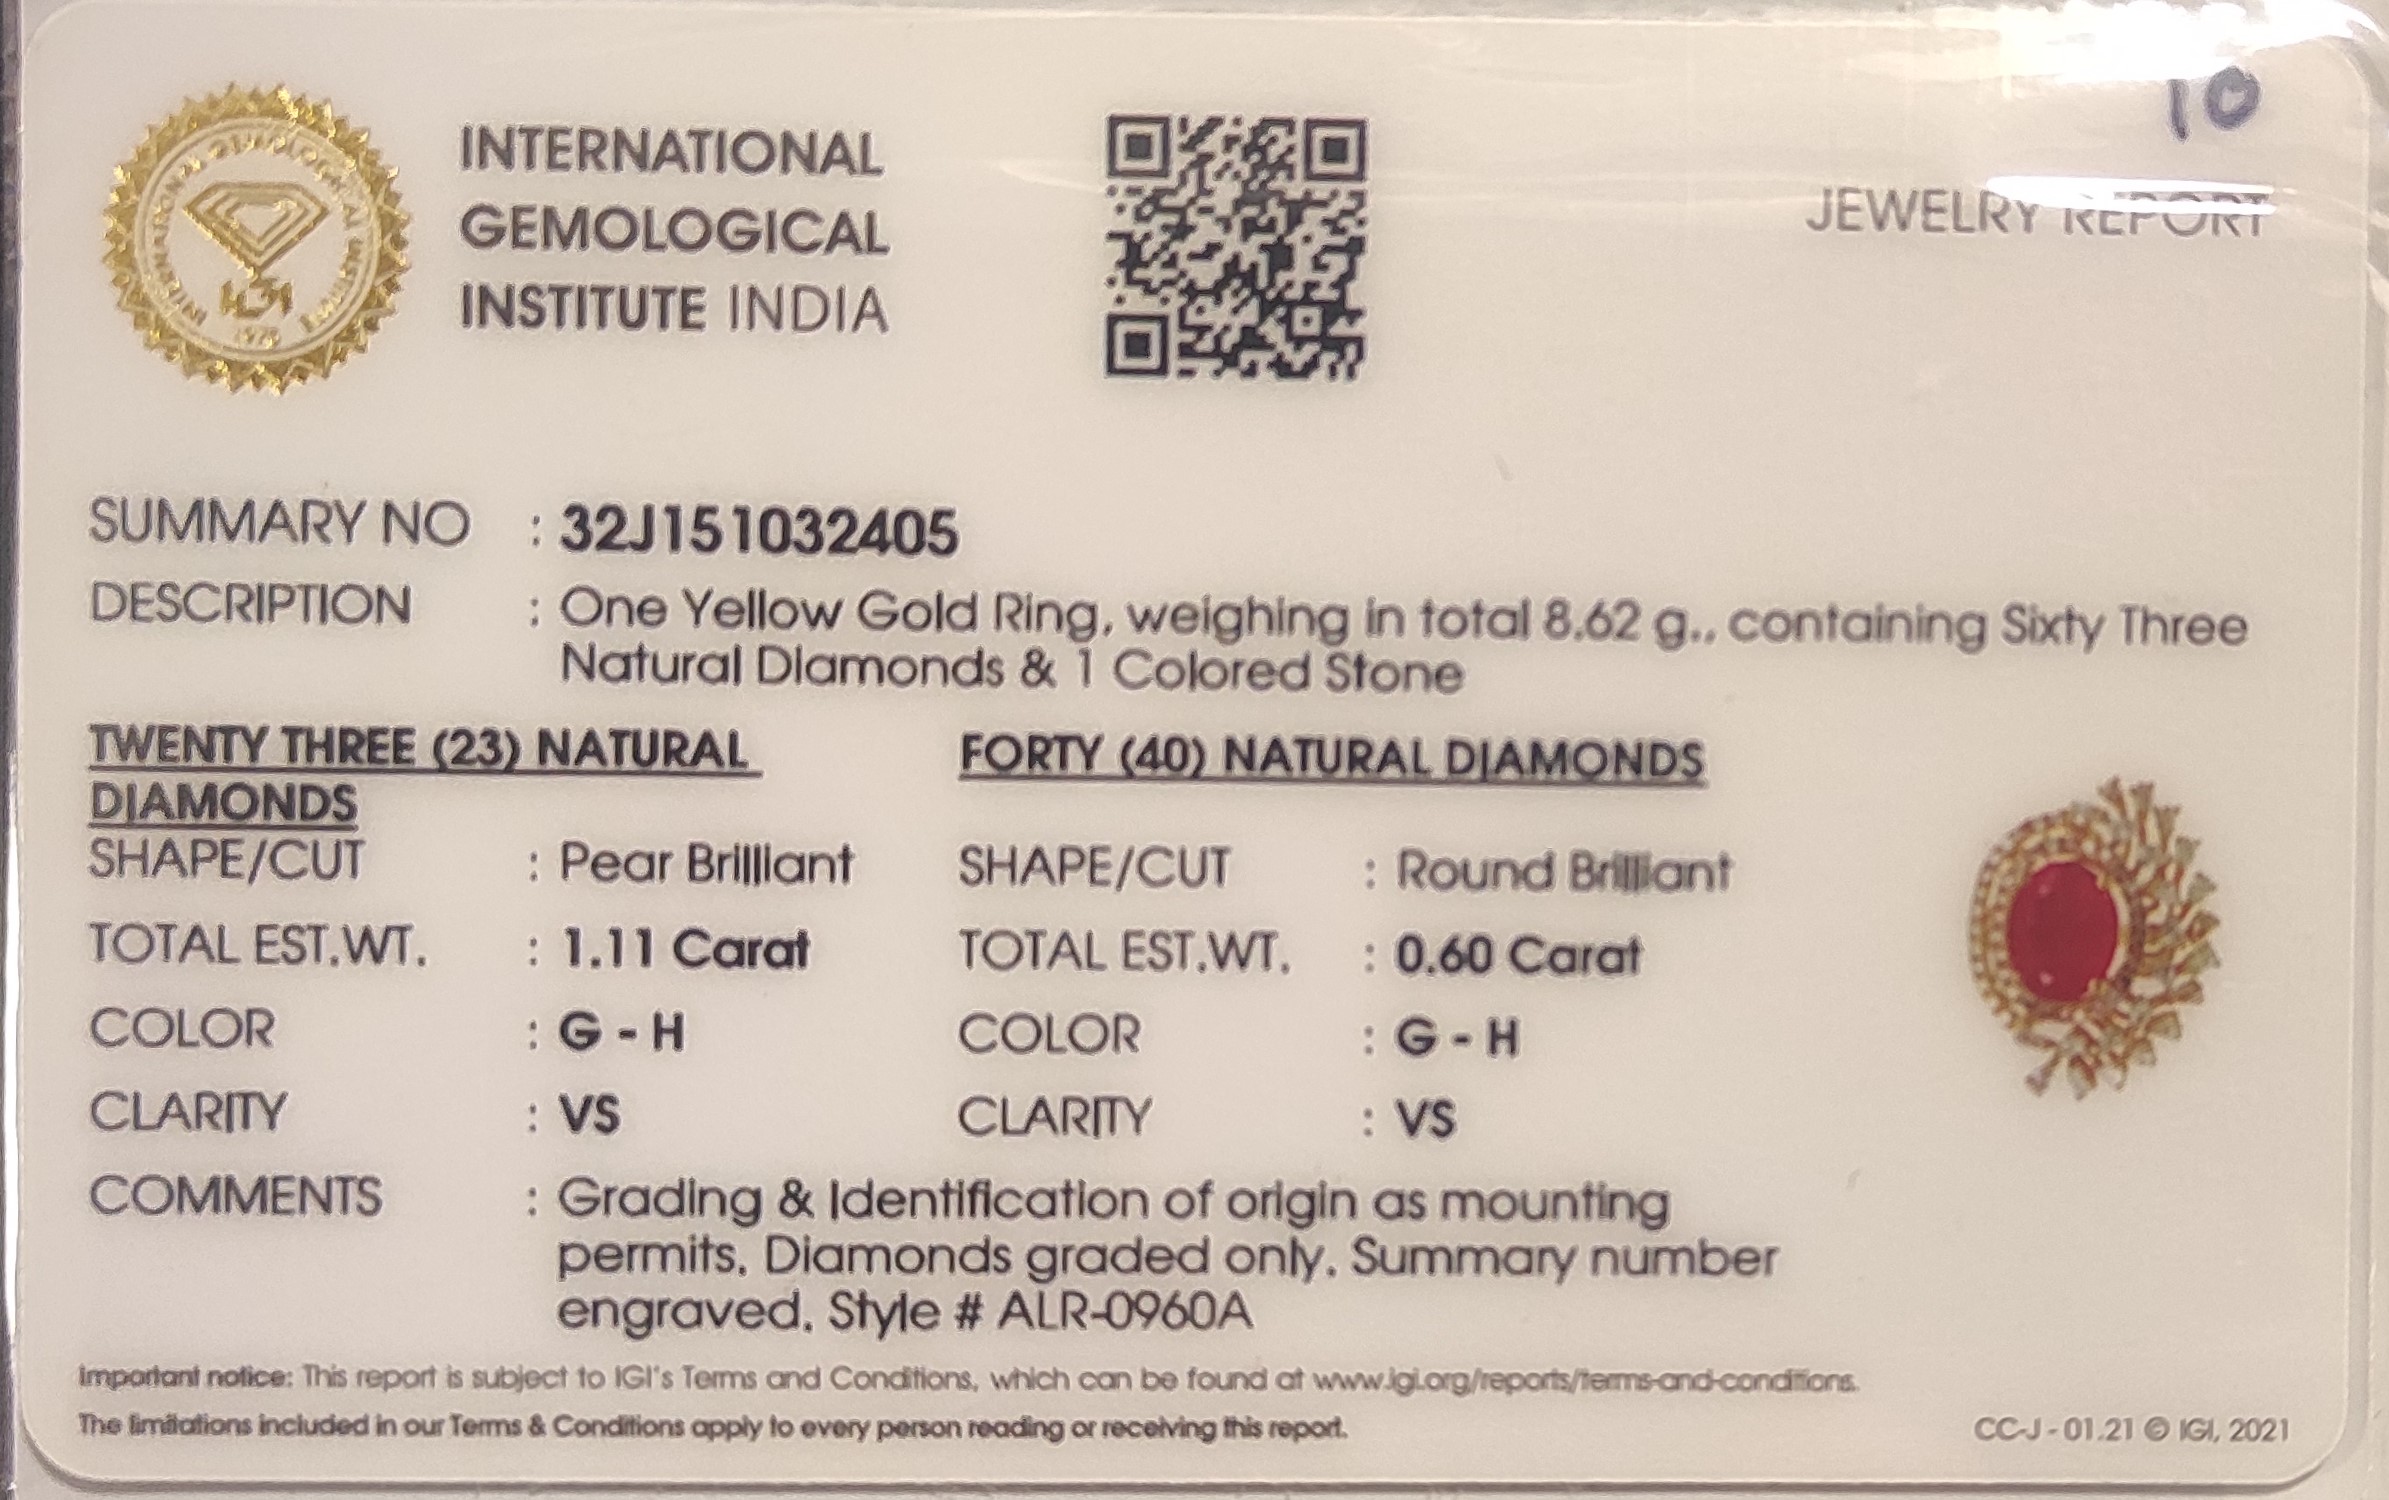 INTERNATIONAL
GEMOLOGICAL
INSTITUTE INDIA
INTERNATIONAL GEMOLOGICAL INSTITUTE
IGI
1975
10
JEWELRY REPORT
SUMMARY NO : 32J151032405
DESCRIPTION : One Yellow Gold Ring, weighing in total 8.62 g., containing Sixty Three
Natural Diamonds & 1 Colored Stone
TWENTY THREE (23) NATURAL
DIAMONDS
SHAPE/CUT : Pear Brilliant
TOTAL EST.WT. : 1.11 Carat
COLOR : G - H
CLARITY : VS
FORTY (40) NATURAL DIAMONDS
SHAPE/CUT : Round Brilliant
TOTAL EST.WT. : 0.60 Carat
COLOR : G - H
CLARITY : VS
COMMENTS : Grading & Identification of origin as mounting
permits. Diamonds graded only. Summary number
engraved. Style # ALR-0960A
Important notice: This report is subject to IGI's Terms and Conditions, which can be found at www.igi.org/reports/terms-and-conditions.
The limitations included in our Terms & Conditions apply to every person reading or receiving this report.
CC-J - 01.21 © IGI, 2021